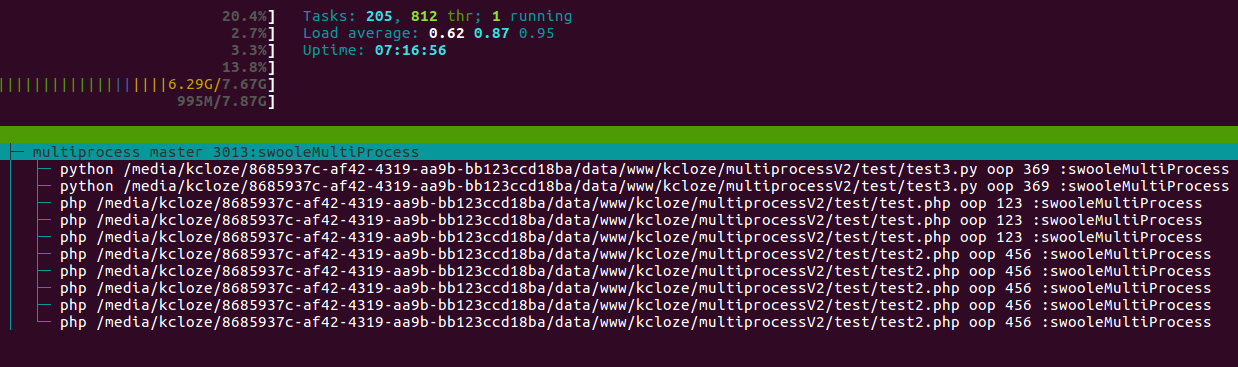 20.4%] Tasks: 205, 812 thr; 1 running
2.7%] Load average: 0.62 0.87 0.95
3.3%] Uptime: 07:16:56
13.8%]
|||||||||||||||||||6.29G/7.67G]
995M/7.87G]
├─ multiprocess master 3013:swooleMultiProcess
│  ├─ python /media/kcloze/8685937c-af42-4319-aa9b-bb123ccd18ba/data/www/kcloze/multiprocessV2/test/test3.py oop 369 :swooleMultiProcess
│  ├─ python /media/kcloze/8685937c-af42-4319-aa9b-bb123ccd18ba/data/www/kcloze/multiprocessV2/test/test3.py oop 369 :swooleMultiProcess
│  ├─ php /media/kcloze/8685937c-af42-4319-aa9b-bb123ccd18ba/data/www/kcloze/multiprocessV2/test/test.php oop 123 :swooleMultiProcess
│  ├─ php /media/kcloze/8685937c-af42-4319-aa9b-bb123ccd18ba/data/www/kcloze/multiprocessV2/test/test.php oop 123 :swooleMultiProcess
│  ├─ php /media/kcloze/8685937c-af42-4319-aa9b-bb123ccd18ba/data/www/kcloze/multiprocessV2/test/test.php oop 123 :swooleMultiProcess
│  ├─ php /media/kcloze/8685937c-af42-4319-aa9b-bb123ccd18ba/data/www/kcloze/multiprocessV2/test/test2.php oop 456 :swooleMultiProcess
│  ├─ php /media/kcloze/8685937c-af42-4319-aa9b-bb123ccd18ba/data/www/kcloze/multiprocessV2/test/test2.php oop 456 :swooleMultiProcess
│  ├─ php /media/kcloze/8685937c-af42-4319-aa9b-bb123ccd18ba/data/www/kcloze/multiprocessV2/test/test2.php oop 456 :swooleMultiProcess
│  ├─ php /media/kcloze/8685937c-af42-4319-aa9b-bb123ccd18ba/data/www/kcloze/multiprocessV2/test/test2.php oop 456 :swooleMultiProcess
│  └─ php /media/kcloze/8685937c-af42-4319-aa9b-bb123ccd18ba/data/www/kcloze/multiprocessV2/test/test2.php oop 456 :swooleMultiProcess